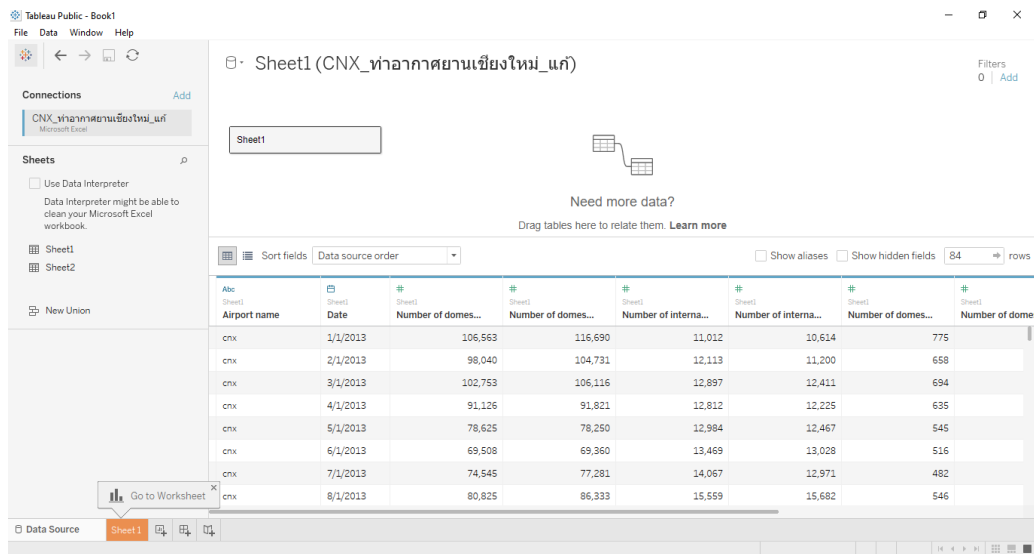 Tableau Public - Book1
File Data Window Help
Connections Add
CNX_ท่าอากาศยานเชียงใหม่_แก้
Microsoft Excel
Sheets
Use Data Interpreter
Data Interpreter might be able to
clean your Microsoft Excel
workbook.
Sheet1
Sheet2
New Union
Sheet1 (CNX_ท่าอากาศยานเชียงใหม่_แก้)
Filters
0 | Add
Sheet1
Need more data?
Drag tables here to relate them. Learn more
Sort fields Data source order Show aliases Show hidden fields 84 rows
Abc # # # # # #
Sheet1 Sheet1 Sheet1 Sheet1 Sheet1 Sheet1 Sheet1 Sheet1
Airport name Date Number of domes... Number of domes... Number of interna... Number of interna... Number of domes... Number of dome
cnx 1/1/2013 106,563 116,690 11,012 10,614 775
cnx 2/1/2013 98,040 104,731 12,113 11,200 658
cnx 3/1/2013 102,753 106,116 12,897 12,411 694
cnx 4/1/2013 91,126 91,821 12,812 12,225 635
cnx 5/1/2013 78,625 78,250 12,984 12,467 545
cnx 6/1/2013 69,508 69,360 13,469 13,028 516
cnx 7/1/2013 74,545 77,281 14,067 12,971 482
cnx 8/1/2013 80,825 86,333 15,559 15,682 546
Go to Worksheet
Data Source Sheet 1